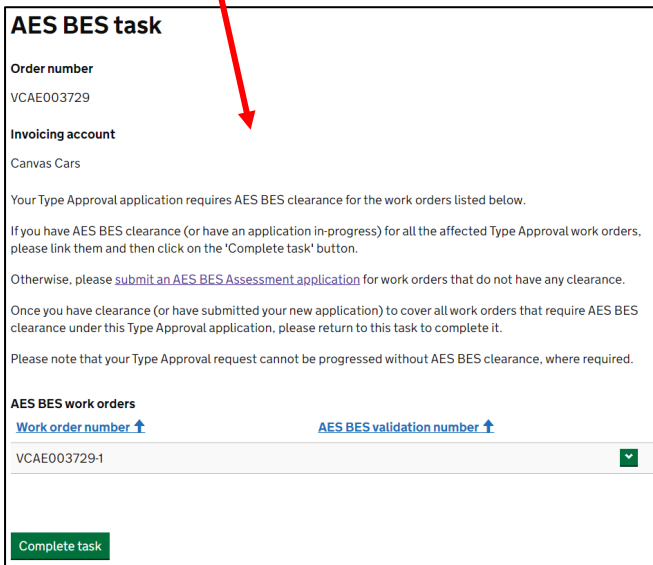 AES BES task
Order number
VCAE003729
Invoicing account
Canvas Cars
Your Type Approval application requires AES BES clearance for the work orders listed below.
If you have AES BES clearance (or have an application in-progress) for all the affected Type Approval work orders,
please link them and then click on the 'Complete task' button.
Otherwise, please submit an AES BES Assessment application for work orders that do not have any clearance.
Once you have clearance (or have submitted your new application) to cover all work orders that require AES BES
clearance under this Type Approval application, please return to this task to complete it.
Please note that your Type Approval request cannot be progressed without AES BES clearance, where required.
AES BES work orders
Work order number ↑ AES BES validation number ↑
VCAE003729-1
Complete task